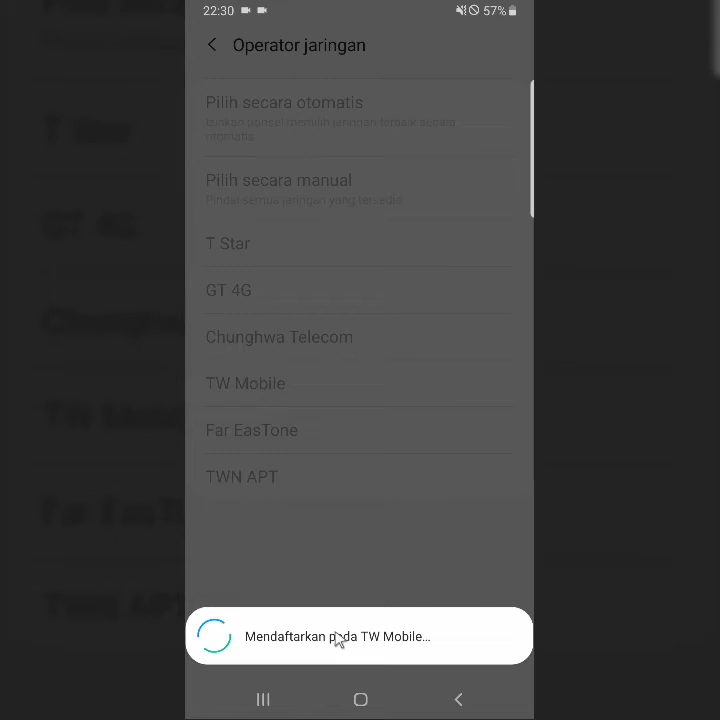 22:30 57%
Operator jaringan
Pilih secara otomatis
Izinkan ponsel memilih jaringan terbaik secara
otomatis
Pilih secara manual
Pindai semua jaringan yang tersedia
T Star
GT 4G
Chunghwa Telecom
TW Mobile
Far EasTone
TWN APT
Mendaftarkan pada TW Mobile...